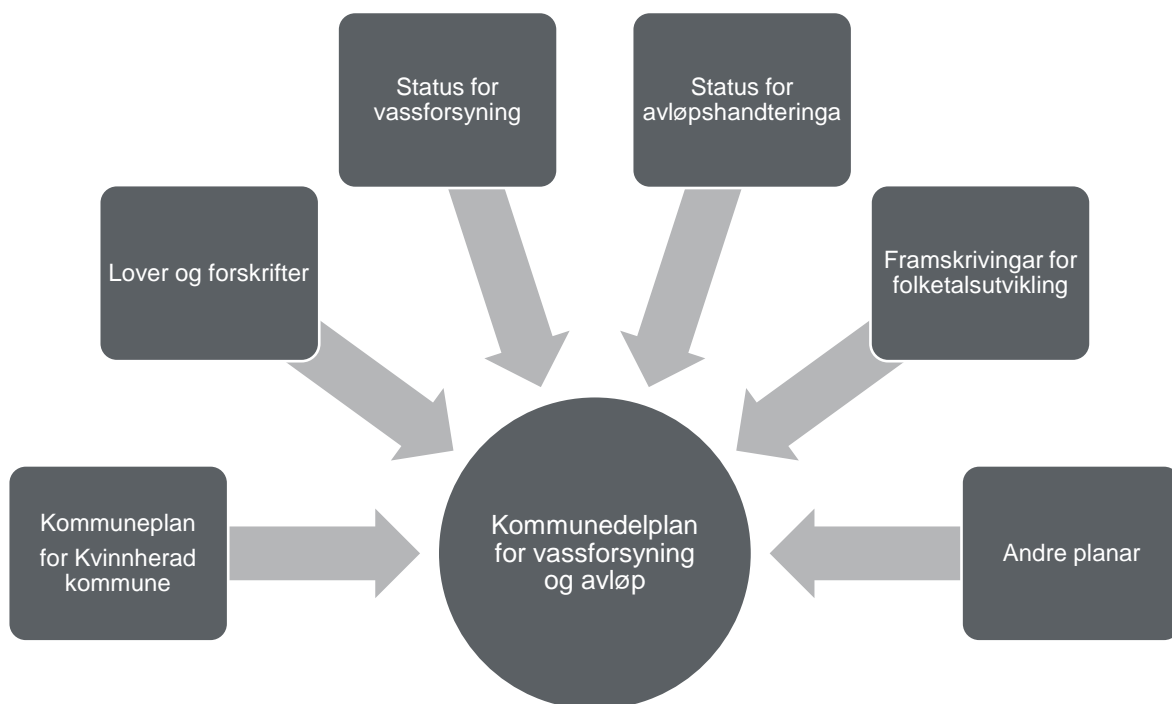 Status for
vassforsyning
Status for
avløpshandteringa
Lover og forskrifter
Framskrivingar for
folketalsutvikling
Kommuneplan
for Kvinnherad
kommune
Kommunedelplan
for vassforsyning
og avløp
Andre planar